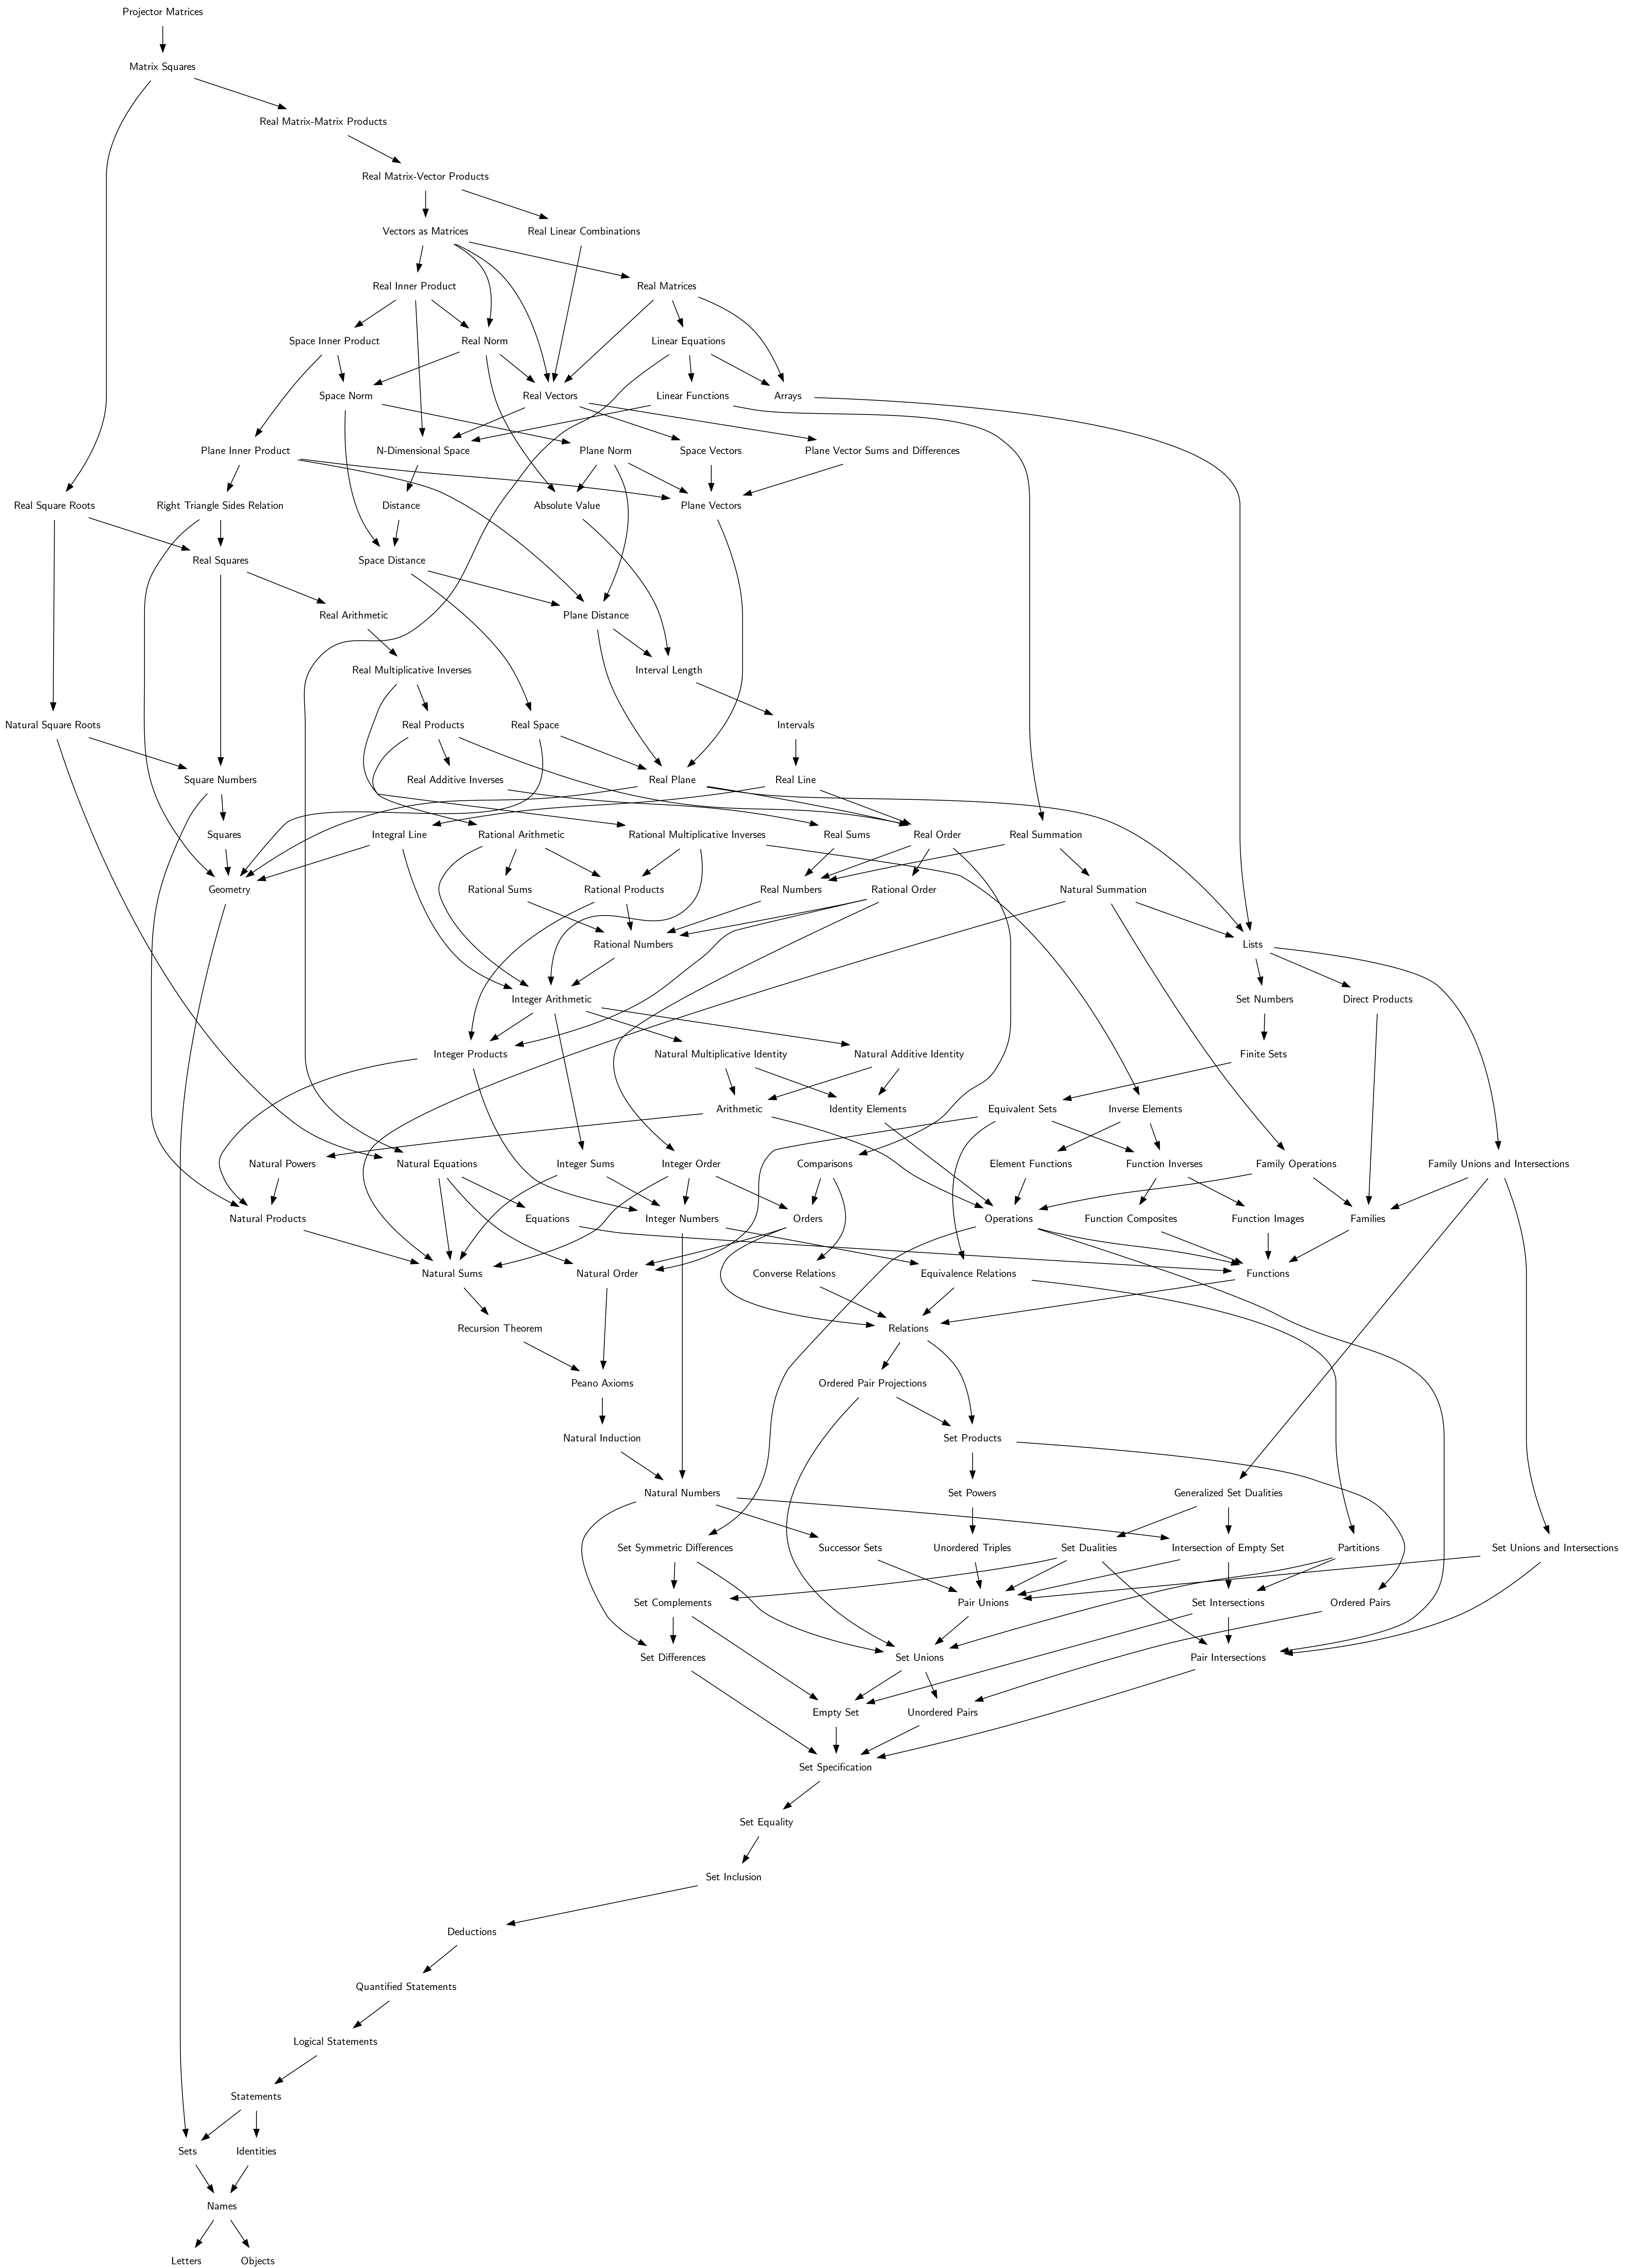 Projector Matrices
Matrix Squares
Real Matrix-Matrix Products
Real Matrix-Vector Products
Vectors as Matrices
Real Linear Combinations
Real Inner Product
Real Matrices
Space Inner Product
Real Norm
Linear Equations
Space Norm
Real Vectors
Linear Functions
Arrays
Plane Inner Product
N-Dimensional Space
Plane Norm
Space Vectors
Plane Vector Sums and Differences
Real Square Roots
Right Triangle Sides Relation
Distance
Absolute Value
Plane Vectors
Real Squares
Space Distance
Real Arithmetic
Plane Distance
Real Multiplicative Inverses
Interval Length
Natural Square Roots
Real Products
Real Space
Intervals
Square Numbers
Real Additive Inverses
Real Plane
Real Line
Squares
Integral Line
Rational Arithmetic
Rational Multiplicative Inverses
Real Sums
Real Order
Real Summation
Geometry
Rational Sums
Rational Products
Real Numbers
Rational Order
Natural Summation
Rational Numbers
Lists
Integer Arithmetic
Set Numbers
Direct Products
Integer Products
Natural Multiplicative Identity
Natural Additive Identity
Finite Sets
Arithmetic
Identity Elements
Equivalent Sets
Inverse Elements
Natural Powers
Natural Equations
Integer Sums
Integer Order
Comparisons
Element Functions
Function Inverses
Family Operations
Family Unions and Intersections
Natural Products
Equations
Integer Numbers
Orders
Operations
Function Composites
Function Images
Families
Natural Sums
Natural Order
Converse Relations
Equivalence Relations
Functions
Recursion Theorem
Relations
Peano Axioms
Ordered Pair Projections
Natural Induction
Set Products
Natural Numbers
Set Powers
Generalized Set Dualities
Set Symmetric Differences
Successor Sets
Unordered Triples
Set Dualities
Intersection of Empty Set
Partitions
Set Unions and Intersections
Set Complements
Pair Unions
Set Intersections
Ordered Pairs
Set Differences
Set Unions
Pair Intersections
Empty Set
Unordered Pairs
Set Specification
Set Equality
Set Inclusion
Deductions
Quantified Statements
Logical Statements
Statements
Sets
Identities
Names
Letters
Objects